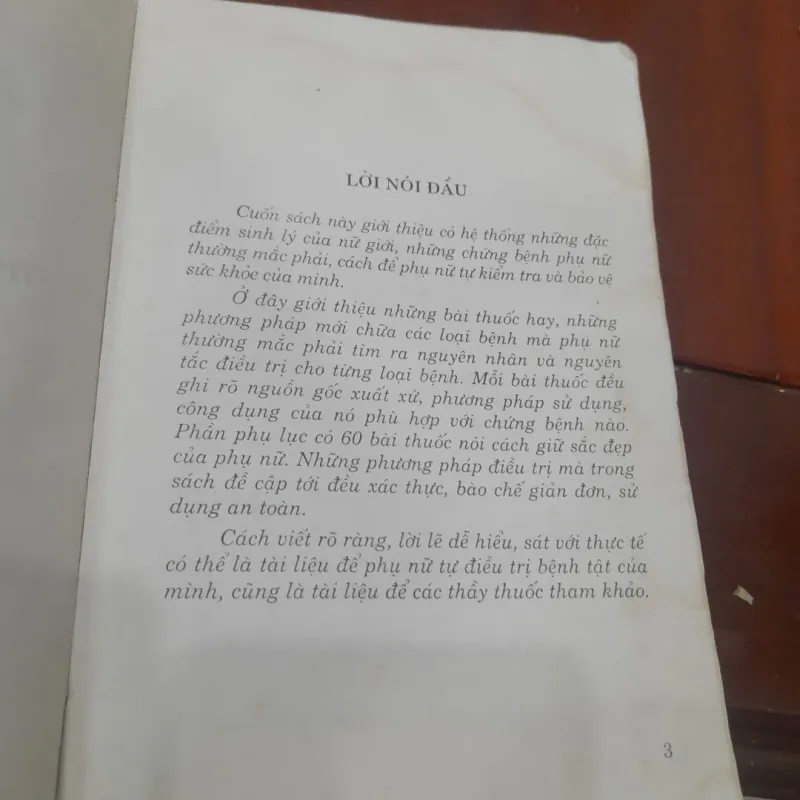 LỜI NÓI ĐẦU
Cuốn sách này giới thiệu có hệ thống những đặc
điểm sinh lý của nữ giới, những chứng bệnh phụ nữ
thường mắc phải, cách để phụ nữ tự kiểm tra và bảo vệ
sức khỏe của mình.
Ở đây giới thiệu những bài thuốc hay, những
phương pháp mới chữa các loại bệnh mà phụ nữ
thường mắc phải tìm ra nguyên nhân và nguyên
tắc điều trị cho từng loại bệnh. Mỗi bài thuốc đều
ghi rõ nguồn gốc xuất xứ, phương pháp sử dụng,
công dụng của nó phù hợp với chứng bệnh nào.
Phần phụ lục có 60 bài thuốc nói cách giữ sắc đẹp
của phụ nữ. Những phương pháp điều trị mà trong
sách đề cập tới đều xác thực, bào chế giản đơn, sử
dụng an toàn.
Cách viết rõ ràng, lời lẽ dễ hiểu, sát với thực tế
có thể là tài liệu để phụ nữ tự điều trị bệnh tật của
mình, cũng là tài liệu để các thầy thuốc tham khảo.
3